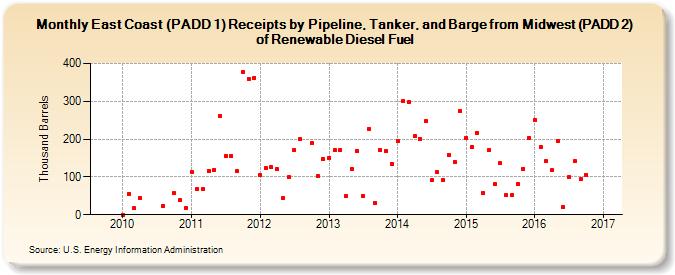 Monthly East Coast (PADD 1) Receipts by Pipeline, Tanker, and Barge from Midwest (PADD 2)
of Renewable Diesel Fuel
Thousand Barrels
400
300
200
100
0
2010 2011 2012 2013 2014 2015 2016 2017
Source: U.S. Energy Information Administration